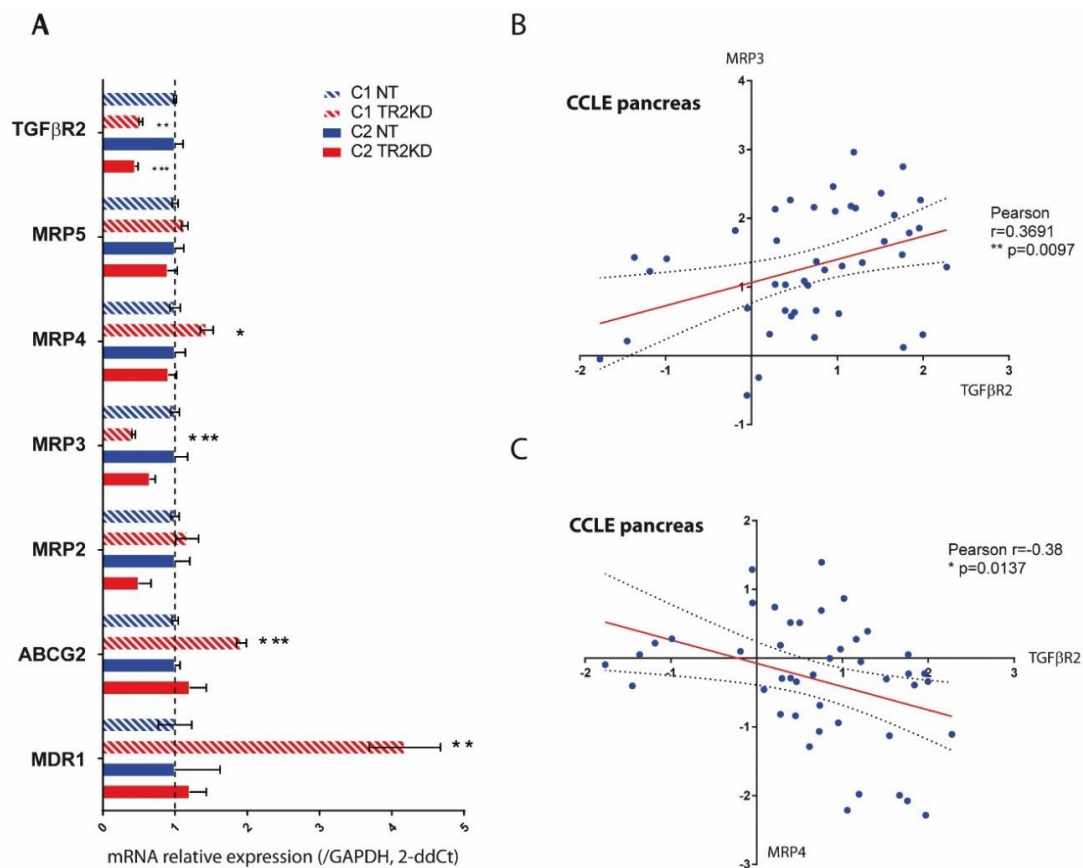 A
C1 NT
C1 TR2KD
C2 NT
C2 TR2KD
TGFβR2
**
***
MRP5
MRP4
*
MRP3
* **
MRP2
ABCG2
* **
MDR1
* *
0 1 2 3 4 5
mRNA relative expression (/GAPDH, 2-ddCt)
B
MRP3
CCLE pancreas
4
3
2
1
-1
-2 -1 0 1 2 3
TGFβR2
Pearson
r=0.3691
** p=0.0097
C
CCLE pancreas
2
1
-1
-2
-3
-2 -1 0 1 2 3
TGFβR2
MRP4
Pearson r=-0.38
* p=0.0137